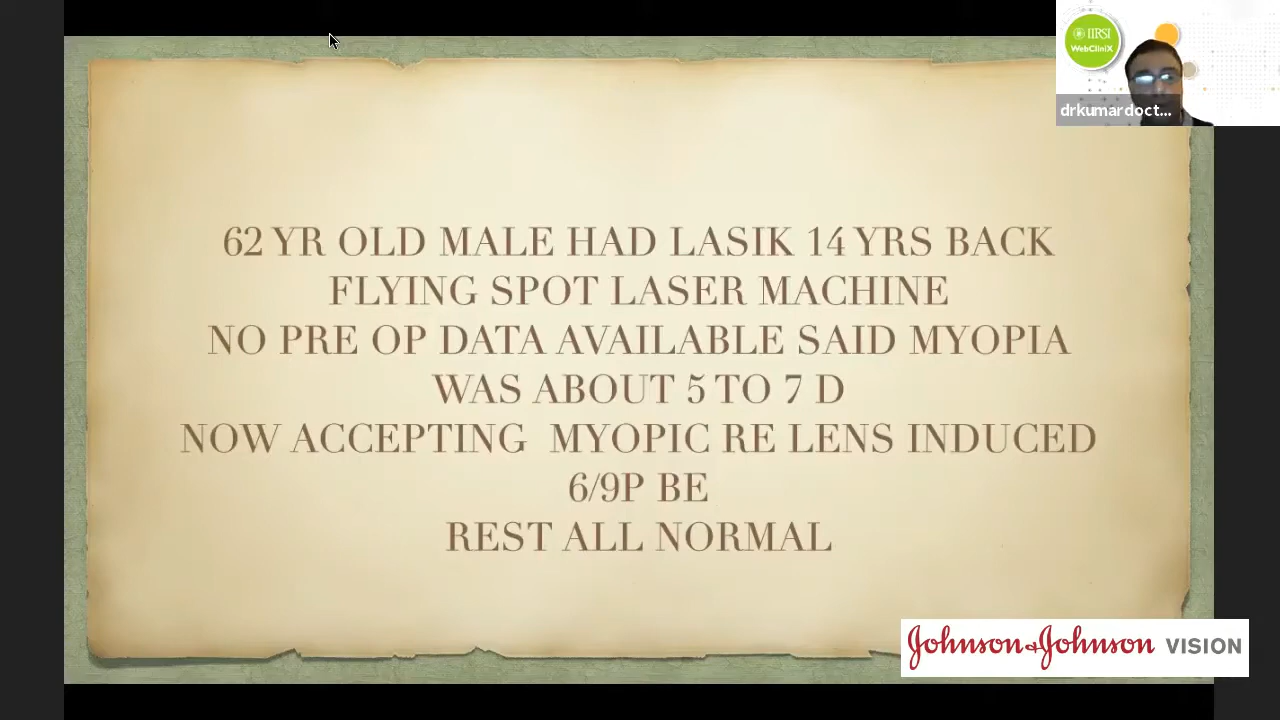 IIRSI
WebCliniX
drkumardoct...
62 YR OLD MALE HAD LASIK 14 YRS BACK
FLYING SPOT LASER MACHINE
NO PRE OP DATA AVAILABLE SAID MYOPIA
WAS ABOUT 5 TO 7 D
NOW ACCEPTING MYOPIC RE LENS INDUCED
6/9P BE
REST ALL NORMAL
Johnson & Johnson VISION